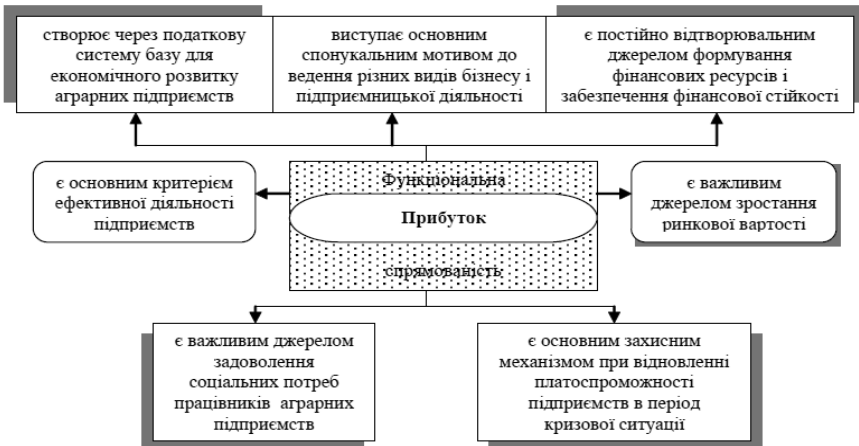 створює через податкову
систему базу для
економічного розвитку
аграрних підприємств
виступає основним
спонукальним мотивом до
ведення різних видів бізнесу і
підприємницької діяльності
є постійно відтворювальним
джерелом формування
фінансових ресурсів і
забезпечення фінансової стійкості
є основним критерієм
ефективної діяльності
підприємств
Функціональна
Прибуток
спрямованість
є важливим
джерелом зростання
ринкової вартості
є важливим джерелом
задоволення
соціальних потреб
працівників аграрних
підприємств
є основним захисним
механізмом при відновленні
платоспроможності
підприємств в період
кризової ситуації